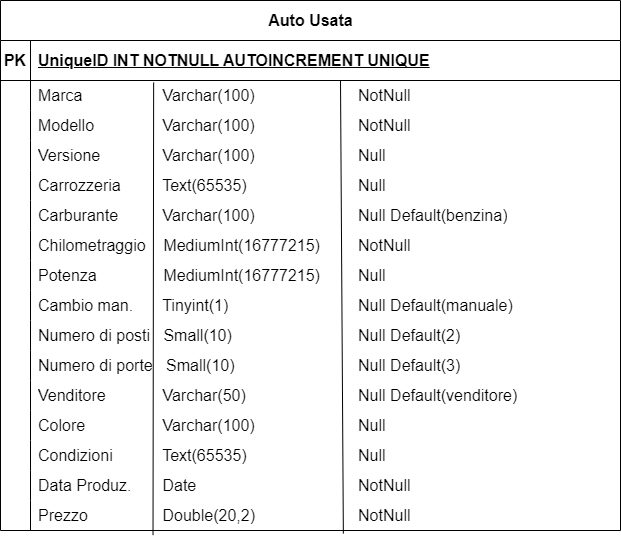 Auto Usata
PK UniqueID INT NOTNULL AUTOINCREMENT UNIQUE
Marca Varchar(100) NotNull
Modello Varchar(100) NotNull
Versione Varchar(100) Null
Carrozzeria Text(65535) Null
Carburante Varchar(100) Null Default(benzina)
Chilometraggio MediumInt(16777215) NotNull
Potenza MediumInt(16777215) Null
Cambio man. Tinyint(1) Null Default(manuale)
Numero di posti Small(10) Null Default(2)
Numero di porte Small(10) Null Default(3)
Venditore Varchar(50) Null Default(venditore)
Colore Varchar(100) Null
Condizioni Text(65535) Null
Data Produz. Date NotNull
Prezzo Double(20,2) NotNull